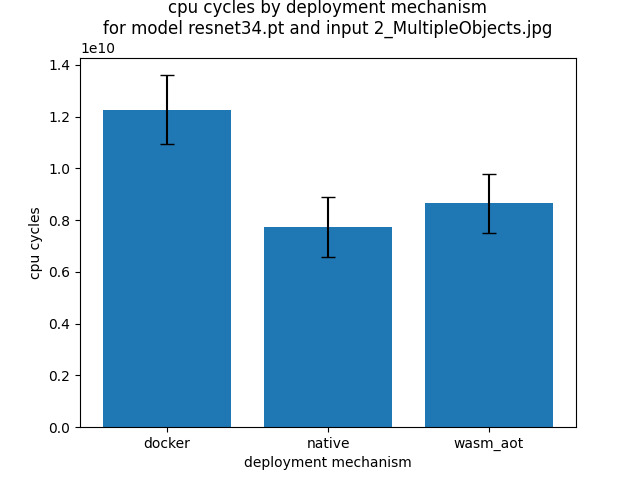 cpu cycles by deployment mechanism
for model resnet34.pt and input 2_MultipleObjects.jpg
1e10
1.4
1.2
1.0
0.8
0.6
0.4
0.2
0.0
cpu cycles
docker native wasm_aot
deployment mechanism